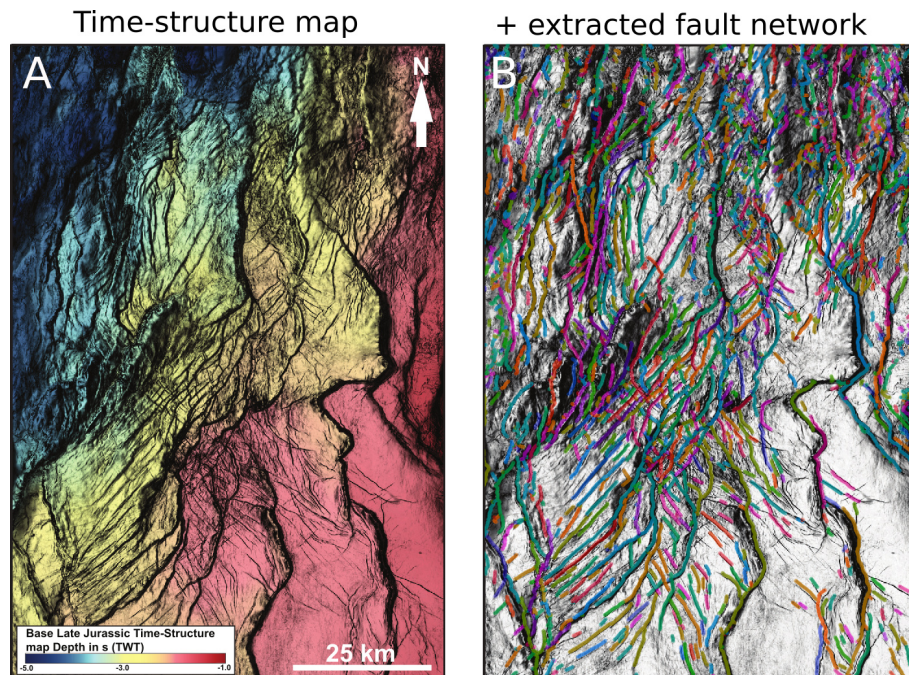 Time-structure map
+ extracted fault network
A
N
B
Base Late Jurassic Time-Structure
map Depth in s (TWT)
-5.0 -3.0 -1.0
25 km